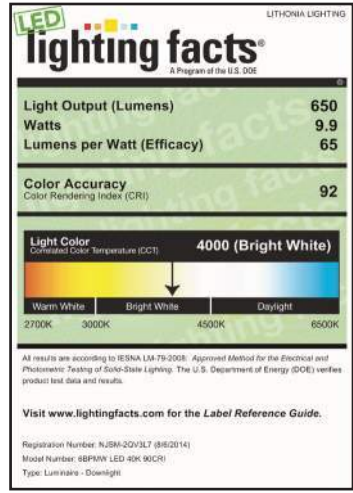 LED
LITHONIA LIGHTING
lighting facts®
A Program of the U.S. DOE
®
Light Output (Lumens) 650
Watts 9.9
Lumens per Watt (Efficacy) 65
Color Accuracy 92
Color Rendering Index (CRI)
Light Color 4000 (Bright White)
Correlated Color Temperature (CCT)
Warm White Bright White Daylight
2700K 3000K 4500K 6500K
All results are according to IESNA LM-79-2008: Approved Method for the Electrical and
Photometric Testing of Solid-State Lighting. The U.S. Department of Energy (DOE) verifies
product test data and results.
Visit www.lightingfacts.com for the Label Reference Guide.
Registration Number: NJSM-2QV3L7 (8/6/2014)
Model Number: 6BPMW LED 40K 90CRI
Type: Luminaire - Downlight